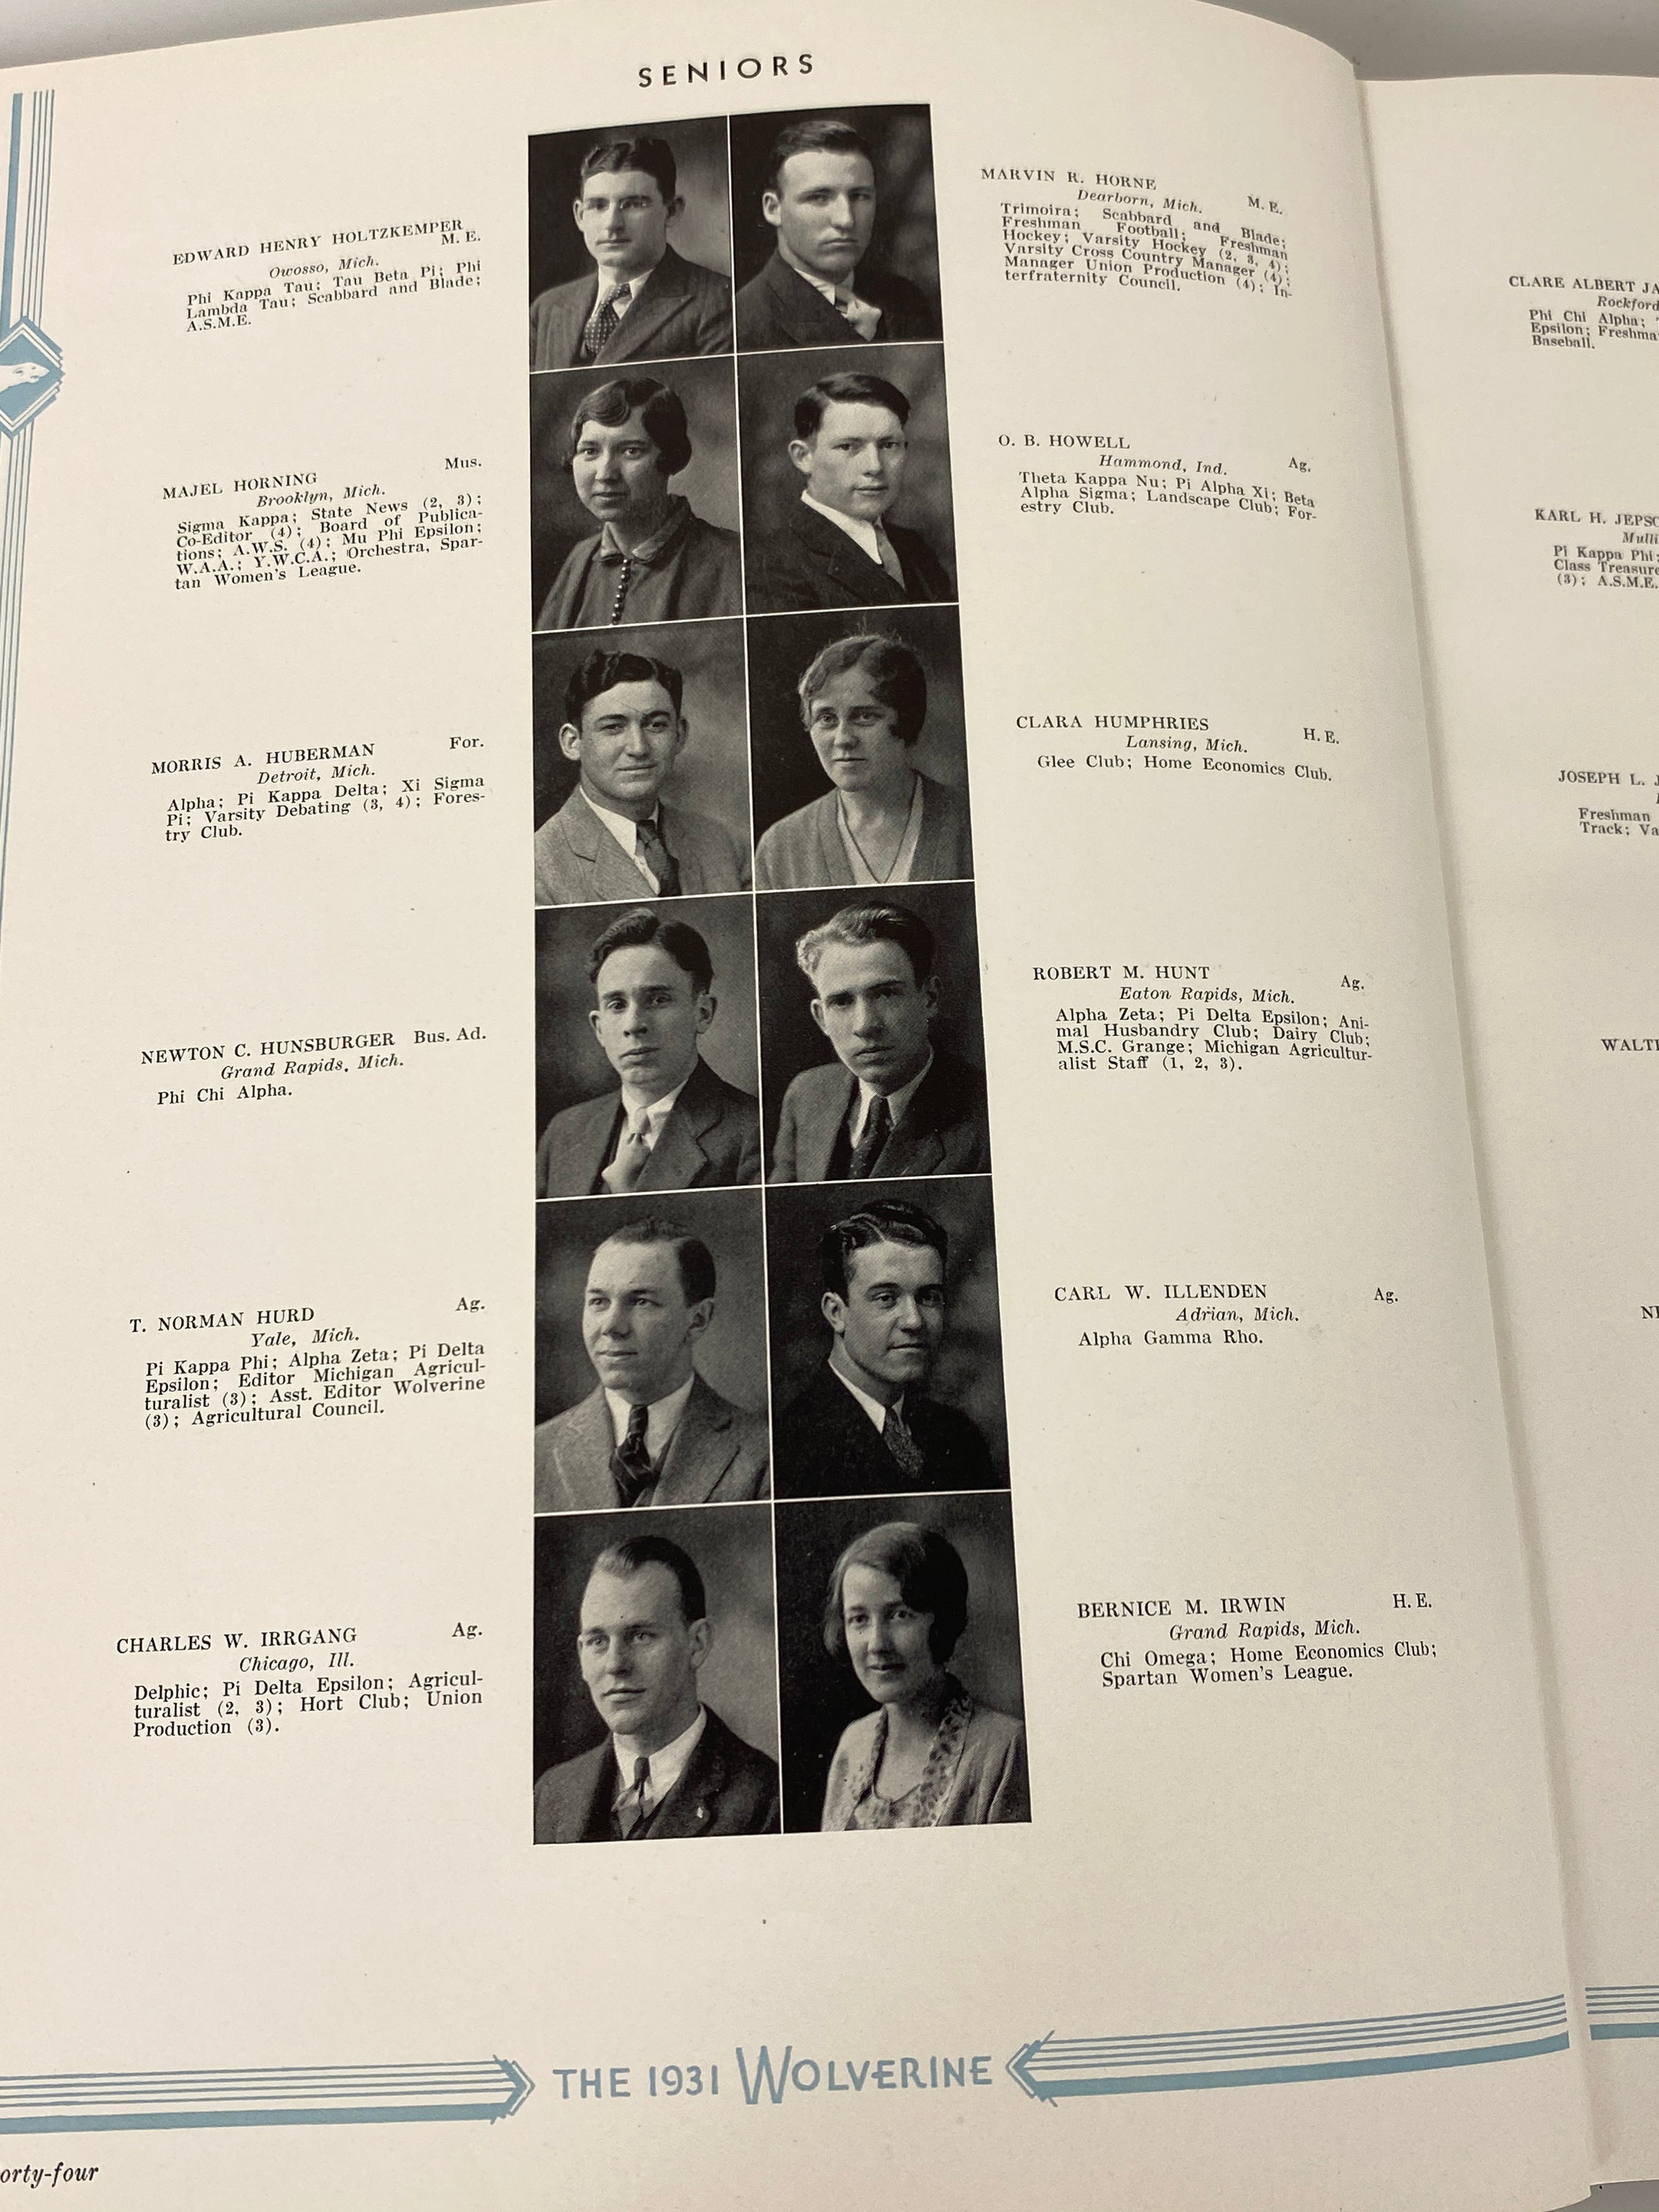 SENIORS
EDWARD HENRY HOLTZKEMPER
M. E.
Owosso, Mich.
Phi Kappa Tau; Tau Beta Pi; Phi
Lambda Tau; Scabbard and Blade;
A.S.M.E.
MAJEL HORNING Mus.
Brooklyn, Mich.
Sigma Kappa; State News (2, 3);
Co-Editor (4); Board of Publica-
tions; A.W.S. (4); Mu Phi Epsilon;
W.A.A.; Y.W.C.A.; Orchestra, Spar-
tan Women's League.
MORRIS A. HUBERMAN For.
Detroit, Mich.
Alpha; Pi Kappa Delta; Xi Sigma
Pi; Varsity Debating (3, 4); Fores-
try Club.
NEWTON C. HUNSBURGER Bus. Ad.
Grand Rapids, Mich.
Phi Chi Alpha.
T. NORMAN HURD Ag.
Yale, Mich.
Pi Kappa Phi; Alpha Zeta; Pi Delta
Epsilon; Editor Michigan Agricul-
turalist (3); Asst. Editor Wolverine
(3); Agricultural Council.
CHARLES W. IRRGANG Ag.
Chicago, Ill.
Delphic; Pi Delta Epsilon; Agricul-
turalist (2, 3); Hort Club; Union
Production (3).
MARVIN R. HORNE M. E.
Dearborn, Mich.
Trimoira; Scabbard and Blade;
Freshman Football; Freshman
Hockey; Varsity Hockey (2, 3, 4);
Varsity Cross Country Manager (4);
Manager Union Production (4); In-
terfraternity Council.
O. B. HOWELL Ag.
Hammond, Ind.
Theta Kappa Nu; Pi Alpha Xi; Beta
Alpha Sigma; Landscape Club; For-
estry Club.
CLARA HUMPHRIES H. E.
Lansing, Mich.
Glee Club; Home Economics Club.
ROBERT M. HUNT Ag.
Eaton Rapids, Mich.
Alpha Zeta; Pi Delta Epsilon; Ani-
mal Husbandry Club; Dairy Club;
M.S.C. Grange; Michigan Agricultur-
alist Staff (1, 2, 3).
CARL W. ILLENDEN Ag.
Adrian, Mich.
Alpha Gamma Rho.
BERNICE M. IRWIN H. E.
Grand Rapids, Mich.
Chi Omega; Home Economics Club;
Spartan Women's League.
THE 1931 WOLVERINE
orty-four
CLARE ALBERT JA
Rockford
Phi Chi Alpha;
Epsilon; Freshma
Baseball.
KARL H. JEPSO
Mulli
Pi Kappa Phi;
Class Treasure
(3); A.S.M.E.
JOSEPH L. J
Freshman
Track; Va
WALT